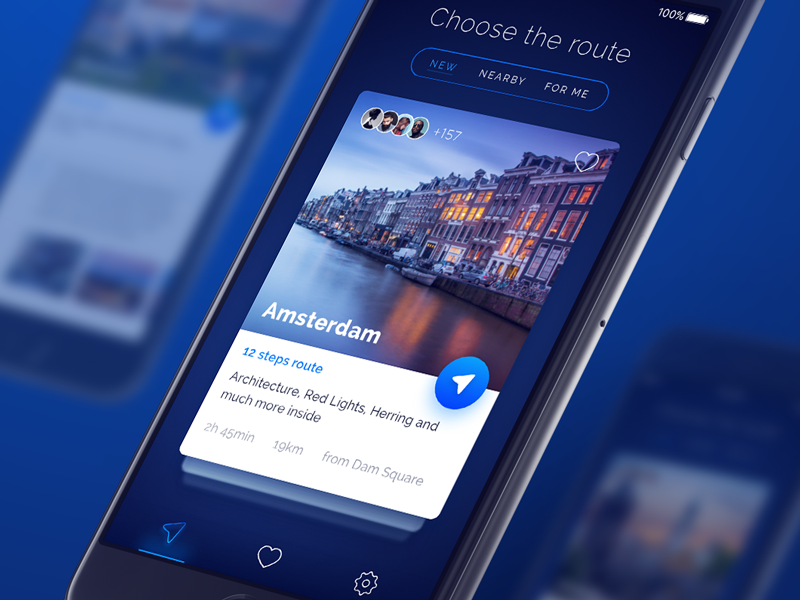 100%
Choose the route
NEW NEARBY FOR ME
+157
Amsterdam
12 steps route
Architecture, Red Lights, Herring and
much more inside
2h 45min 19km from Dam Square